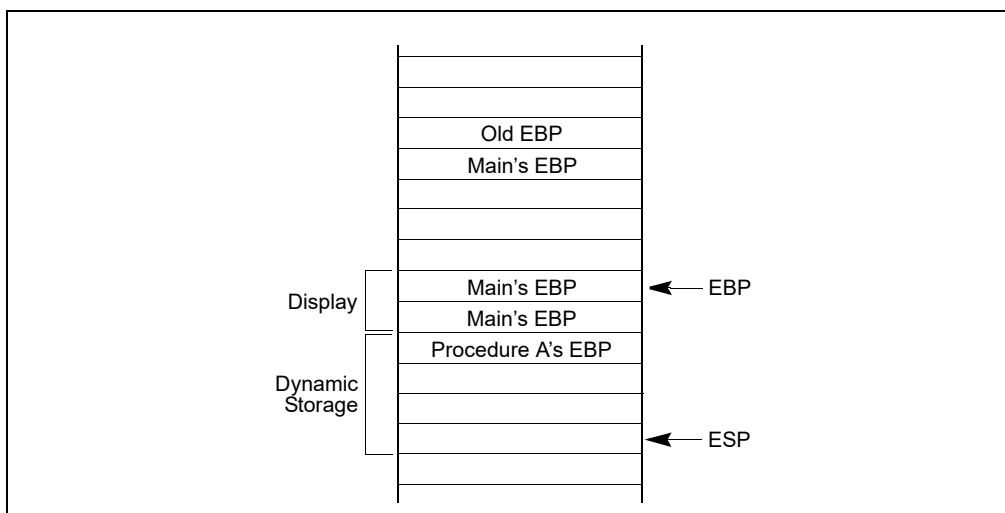 Old EBP
Main's EBP
Display
Main's EBP
EBP
Main's EBP
Procedure A's EBP
Dynamic
Storage
ESP